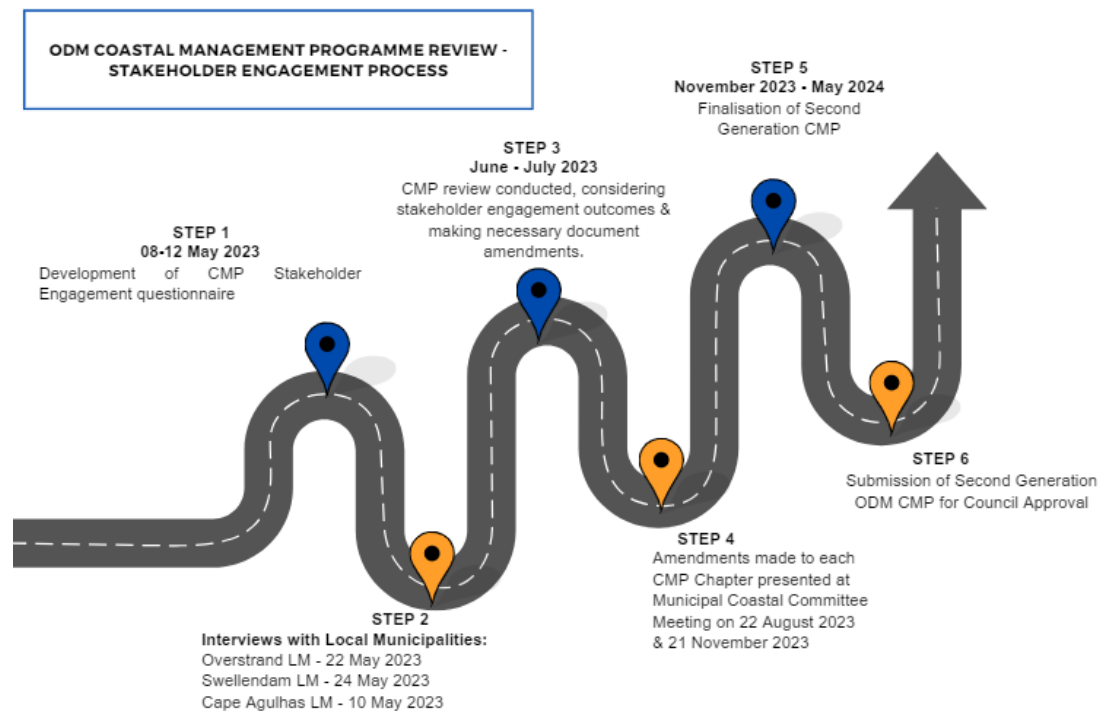 ODM COASTAL MANAGEMENT PROGRAMME REVIEW -
STAKEHOLDER ENGAGEMENT PROCESS
STEP 1
08-12 May 2023
Development of CMP Stakeholder
Engagement questionnaire
STEP 2
Interviews with Local Municipalities:
Overstrand LM - 22 May 2023
Swellendam LM - 24 May 2023
Cape Agulhas LM - 10 May 2023
STEP 3
June - July 2023
CMP review conducted, considering
stakeholder engagement outcomes &
making necessary document
amendments.
STEP 4
Amendments made to each
CMP Chapter presented at
Municipal Coastal Committee
Meeting on 22 August 2023
& 21 November 2023
STEP 5
November 2023 - May 2024
Finalisation of Second
Generation CMP
STEP 6
Submission of Second Generation
ODM CMP for Council Approval